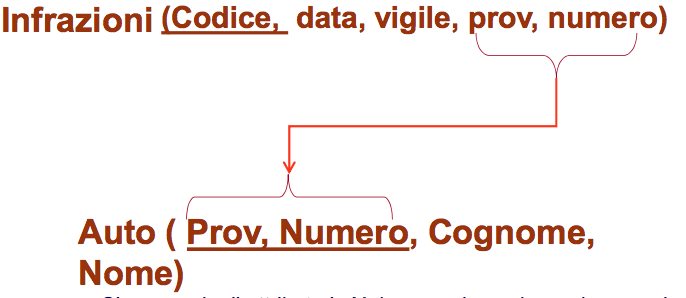 Infrazioni (Codice, data, vigile, prov, numero)
Auto ( Prov, Numero, Cognome,
Nome)